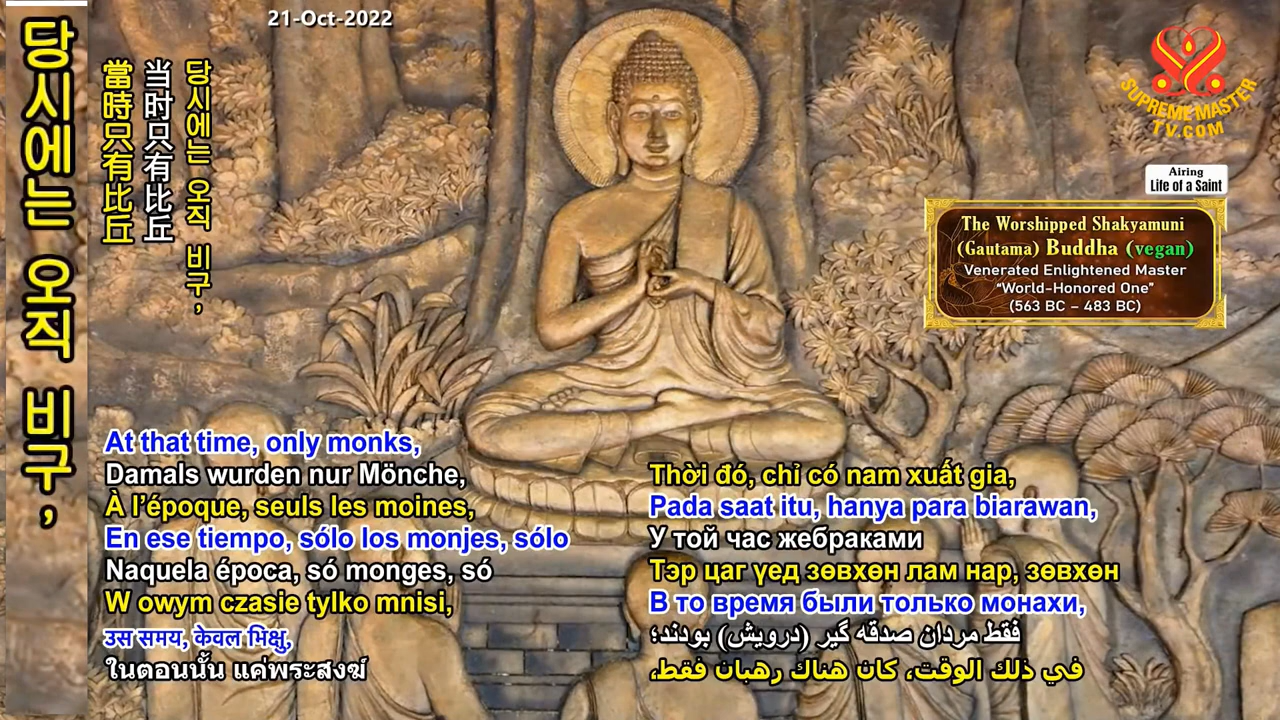 21-Oct-2022
당시에는 오직 비구,
당시에는 오직 비구,
当时只有比丘
當時只有比丘
SUPREME MASTER
TV.COM
Airing
Life of a Saint
The Worshipped Shakyamuni
(Gautama) Buddha (vegan)
Venerated Enlightened Master
“World-Honored One”
(563 BC – 483 BC)
At that time, only monks,
Damals wurden nur Mönche,
À l’époque, seuls les moines,
En ese tiempo, sólo los monjes, sólo
Naquela época, só monges, só
W owym czasie tylko mnisi,
उस समय, केवल भिक्षु,
ในตอนนั้น แค่พระสงฆ์
Thời đó, chỉ có nam xuất gia,
Pada saat itu, hanya para biarawan,
У той час жебраками
Тэр цаг үед зөвхөн лам нар, зөвхөн
В то время были только монахи,
فقط مردان صدقه گیر (درویش) بودند؛
في ذلك الوقت، كان هناك رهبان فقط،